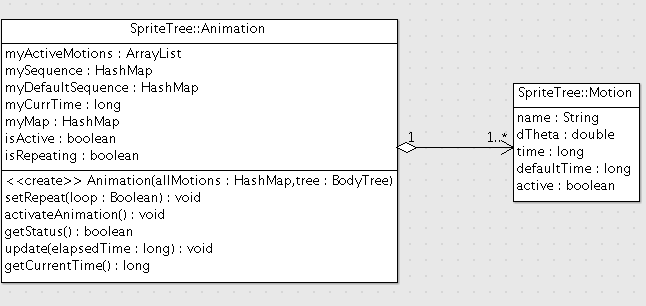 SpriteTree::Animation
myActiveMotions : ArrayList
mySequence : HashMap
myDefaultSequence : HashMap
myCurrTime : long
myMap : HashMap
isActive : boolean
isRepeating : boolean
<<create>> Animation(allMotions : HashMap,tree : BodyTree)
setRepeat(loop : Boolean) : void
activateAnimation() : void
getStatus() : boolean
update(elapsedTime : long) : void
getCurrentTime() : long
1
1..*
SpriteTree::Motion
name : String
dTheta : double
time : long
defaultTime : long
active : boolean